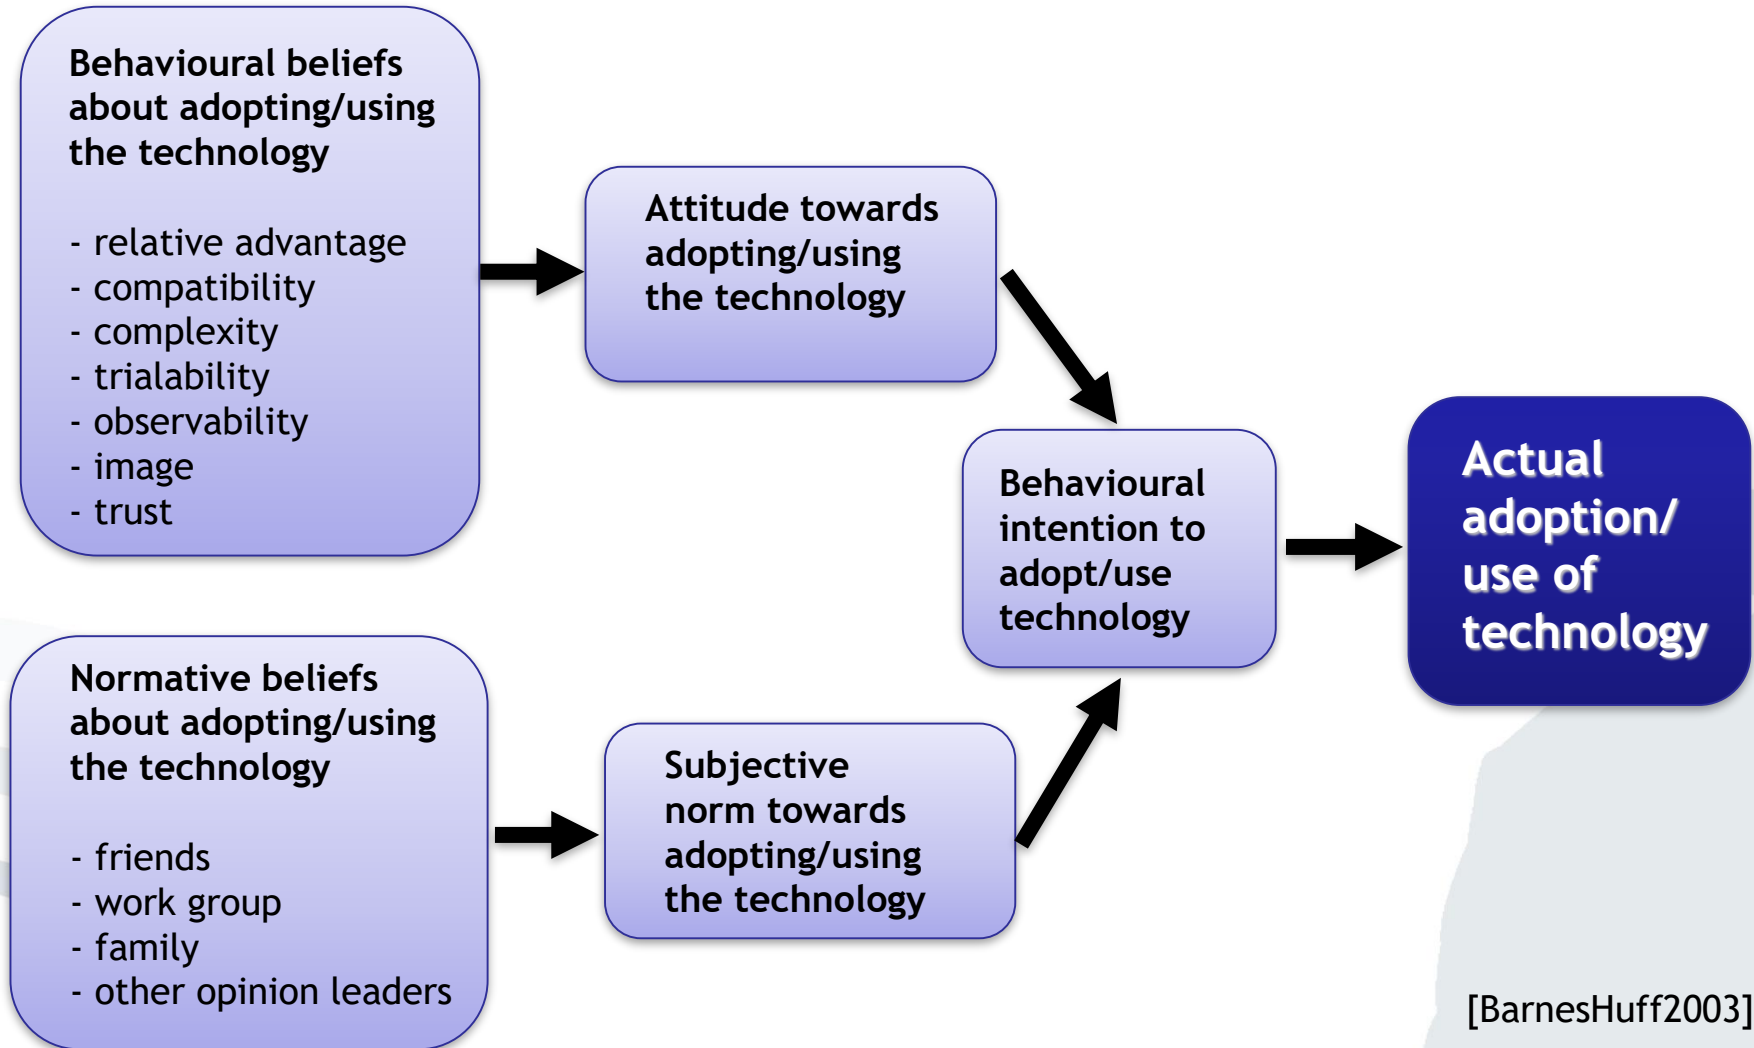 Behavioural beliefs
about adopting/using
the technology
- relative advantage
- compatibility
- complexity
- trialability
- observability
- image
- trust
Attitude towards
adopting/using
the technology
Behavioural
intention to
adopt/use
technology
Actual
adoption/
use of
technology
Normative beliefs
about adopting/using
the technology
- friends
- work group
- family
- other opinion leaders
Subjective
norm towards
adopting/using
the technology
[BarnesHuff2003]